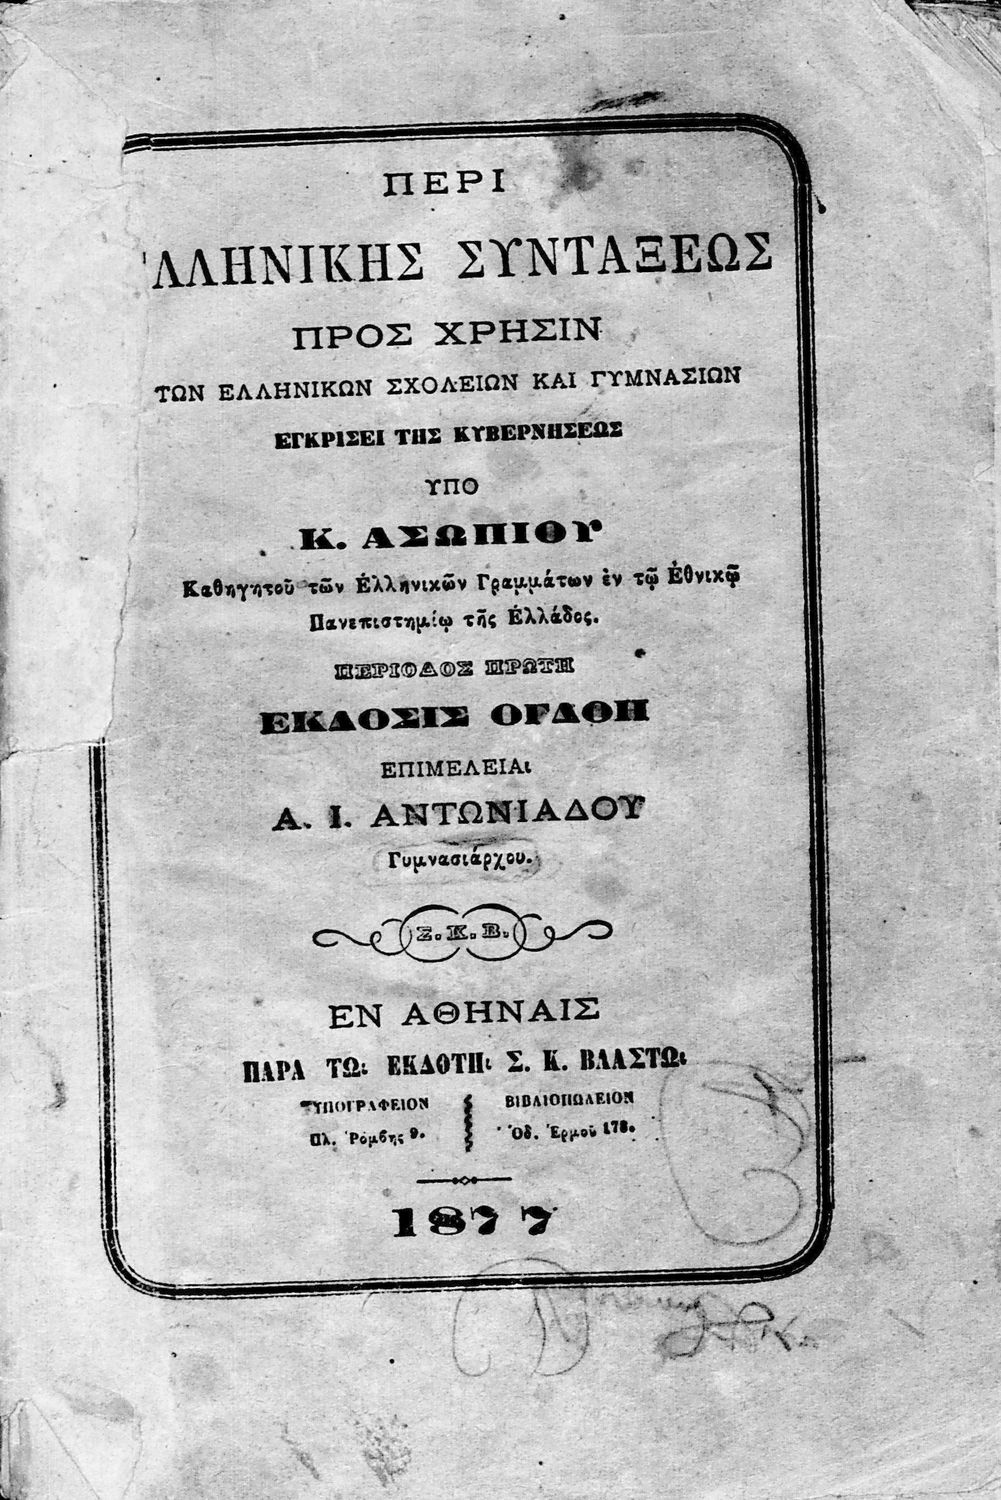 ΠΕΡΙ
ΛΛΗΝΙΚΗΣ ΣΥΝΤΑΞΕΩΣ
ΠΡΟΣ ΧΡΗΣΙΝ
ΤΩΝ ΕΛΛΗΝΙΚΩΝ ΣΧΟΛΕΙΩΝ ΚΑΙ ΓΥΜΝΑΣΙΩΝ
ΕΓΚΡΙΣΕΙ ΤΗΣ ΚΥΒΕΡΝΗΣΕΩΣ
ΥΠΟ
Κ. ΑΣΩΠΙΟΥ
Καθηγητοῦ τῶν Ἑλληνικῶν Γραμμάτων ἐν τῷ Ἐθνικῷ
Πανεπιστημίῳ τῆς Ἑλλάδος.
ΠΕΡΙΟΔΟΣ ΠΡΩΤΗ
ΕΚΔΟΣΙΣ ΟΓΔΟΗ
ΕΠΙΜΕΛΕΙΑι
Α. Ι. ΑΝΤΩΝΙΑΔΟΥ
Γυμνασιάρχου.
Σ.Κ.Β.
ΕΝ ΑΘΗΝΑΙΣ
ΠΑΡΑ ΤΩι ΕΚΔΟΤΗι Σ. Κ. ΒΛΑΣΤΩι
ΤΥΠΟΓΡΑΦΕΙΟΝ
Πλ. Ῥόμβης 9.
ΒΙΒΛΙΟΠΩΛΕΙΟΝ
Ὁδ. Ἑρμοῦ 178.
1877